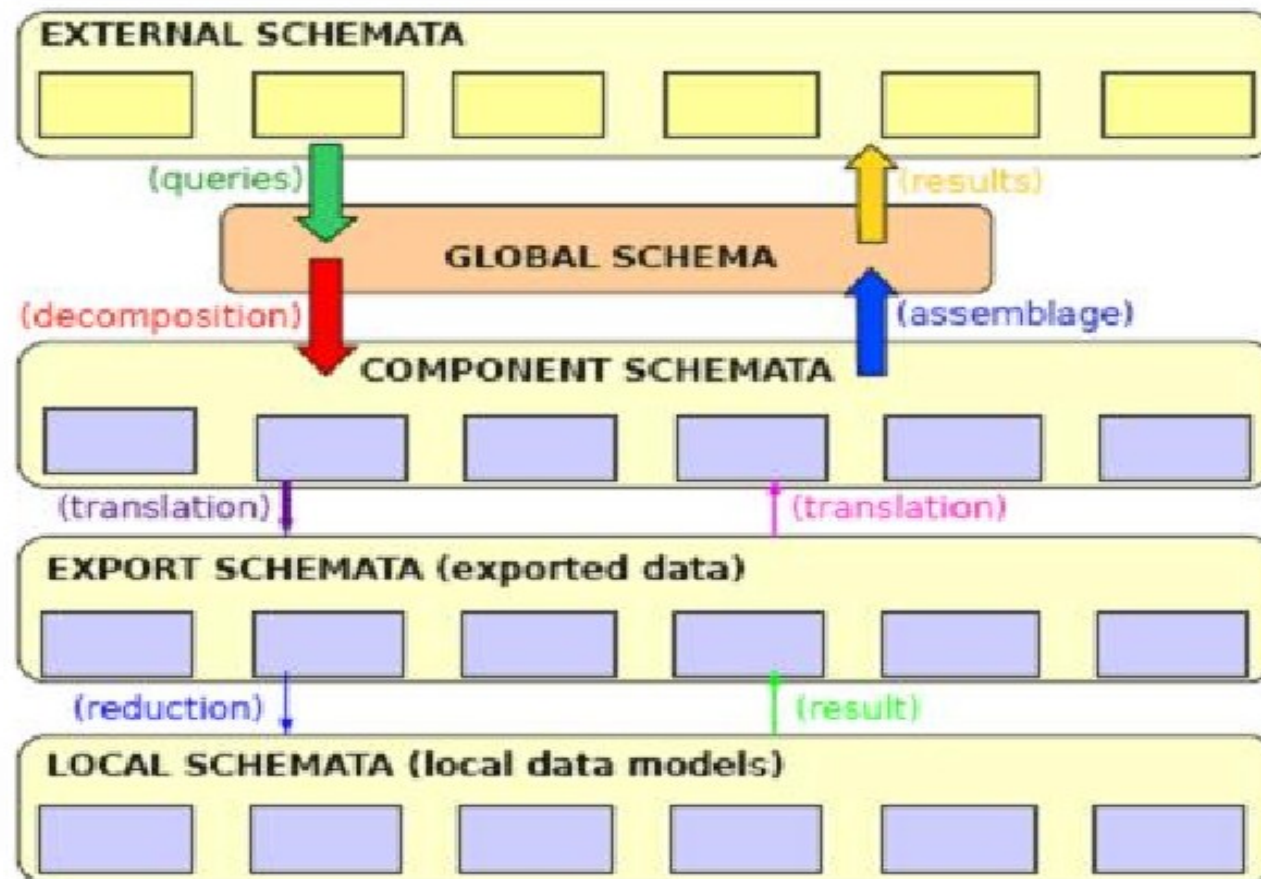 EXTERNAL SCHEMATA
(queries)
(results)
GLOBAL SCHEMA
(decomposition)
(assemblage)
COMPONENT SCHEMATA
(translation)
(translation)
EXPORT SCHEMATA (exported data)
(reduction)
(result)
LOCAL SCHEMATA (local data models)